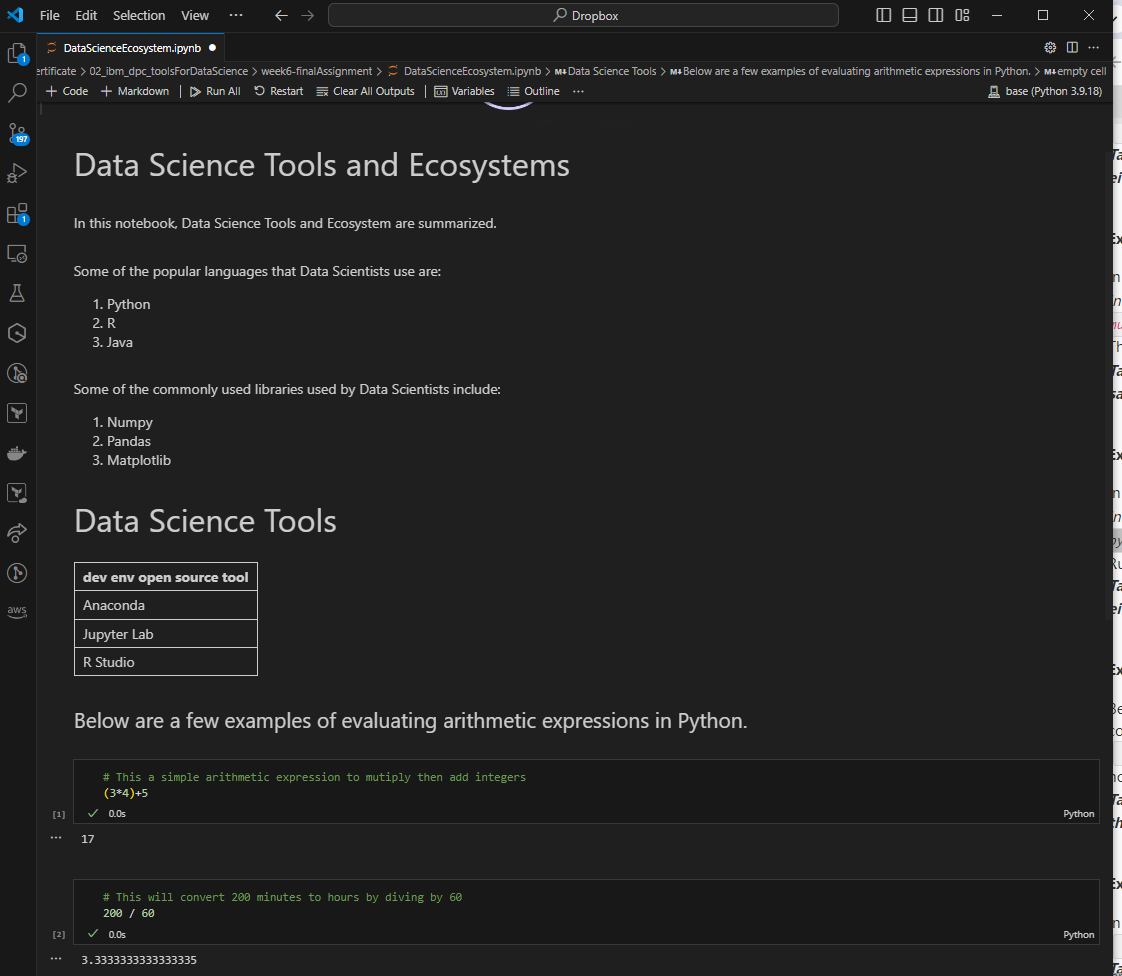 File Edit Selection View ··· Dropbox
DataScienceEcosystem.ipynb
ertificate > 02_ibm_dpc_toolsForDataScience > week6-finalAssignment > DataScienceEcosystem.ipynb > M↓Data Science Tools > M↓Below are a few examples of evaluating arithmetic expressions in Python. > M↓empty cell
+ Code + Markdown | Run All Restart Clear All Outputs | Variables Outline ··· base (Python 3.9.18)
1
197
1
aws
Data Science Tools and Ecosystems
In this notebook, Data Science Tools and Ecosystem are summarized.
Some of the popular languages that Data Scientists use are:
1. Python
2. R
3. Java
Some of the commonly used libraries used by Data Scientists include:
1. Numpy
2. Pandas
3. Matplotlib
Data Science Tools
dev env open source tool
Anaconda
Jupyter Lab
R Studio
Below are a few examples of evaluating arithmetic expressions in Python.
# This a simple arithmetic expression to mutiply then add integers
(3*4)+5
[1] 0.0s Python
17
# This will convert 200 minutes to hours by diving by 60
200 / 60
[2] 0.0s Python
3.3333333333333335